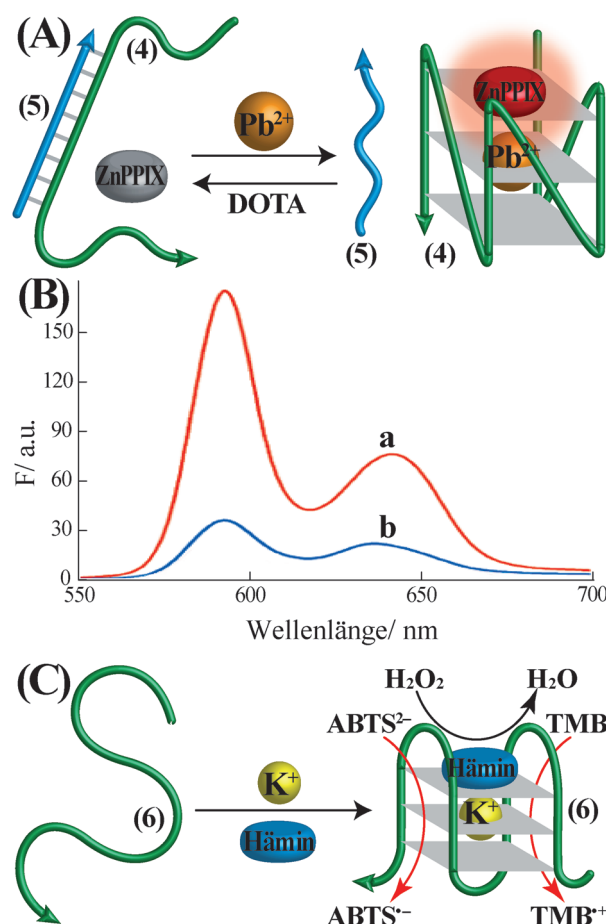 (A)
(4)
(5)
ZnPPIX
Pb²⁺
DOTA
(5)
ZnPPIX
Pb²⁺
(4)
(B)
F/ a.u.
150
120
90
60
30
0
a
b
550
600
650
700
Wellenlänge/ nm
(C)
(6)
K⁺
Hämin
H₂O₂
H₂O
ABTS²⁻
TMB
Hämin
K⁺
(6)
ABTS•⁻
TMB•⁺